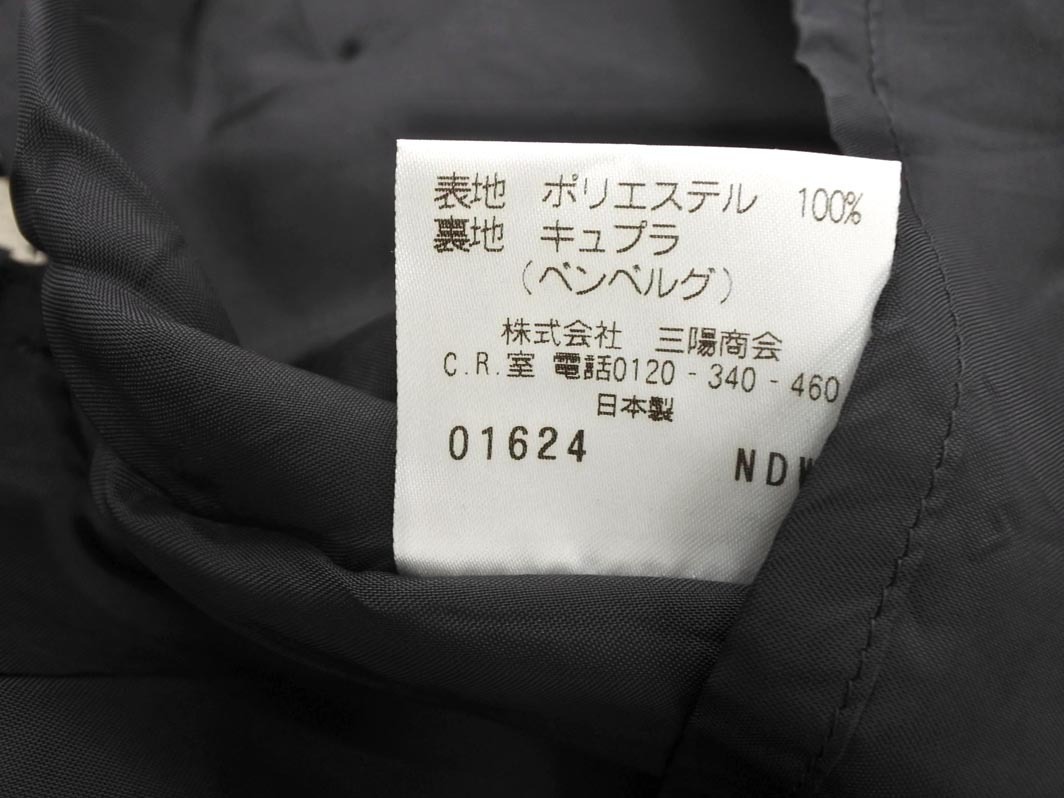 表地 ポリエステル 100%
裏地 キュプラ
(ベンベルグ)
株式会社 三陽商会
C.R.室 電話0120-340-460
日本製
01624